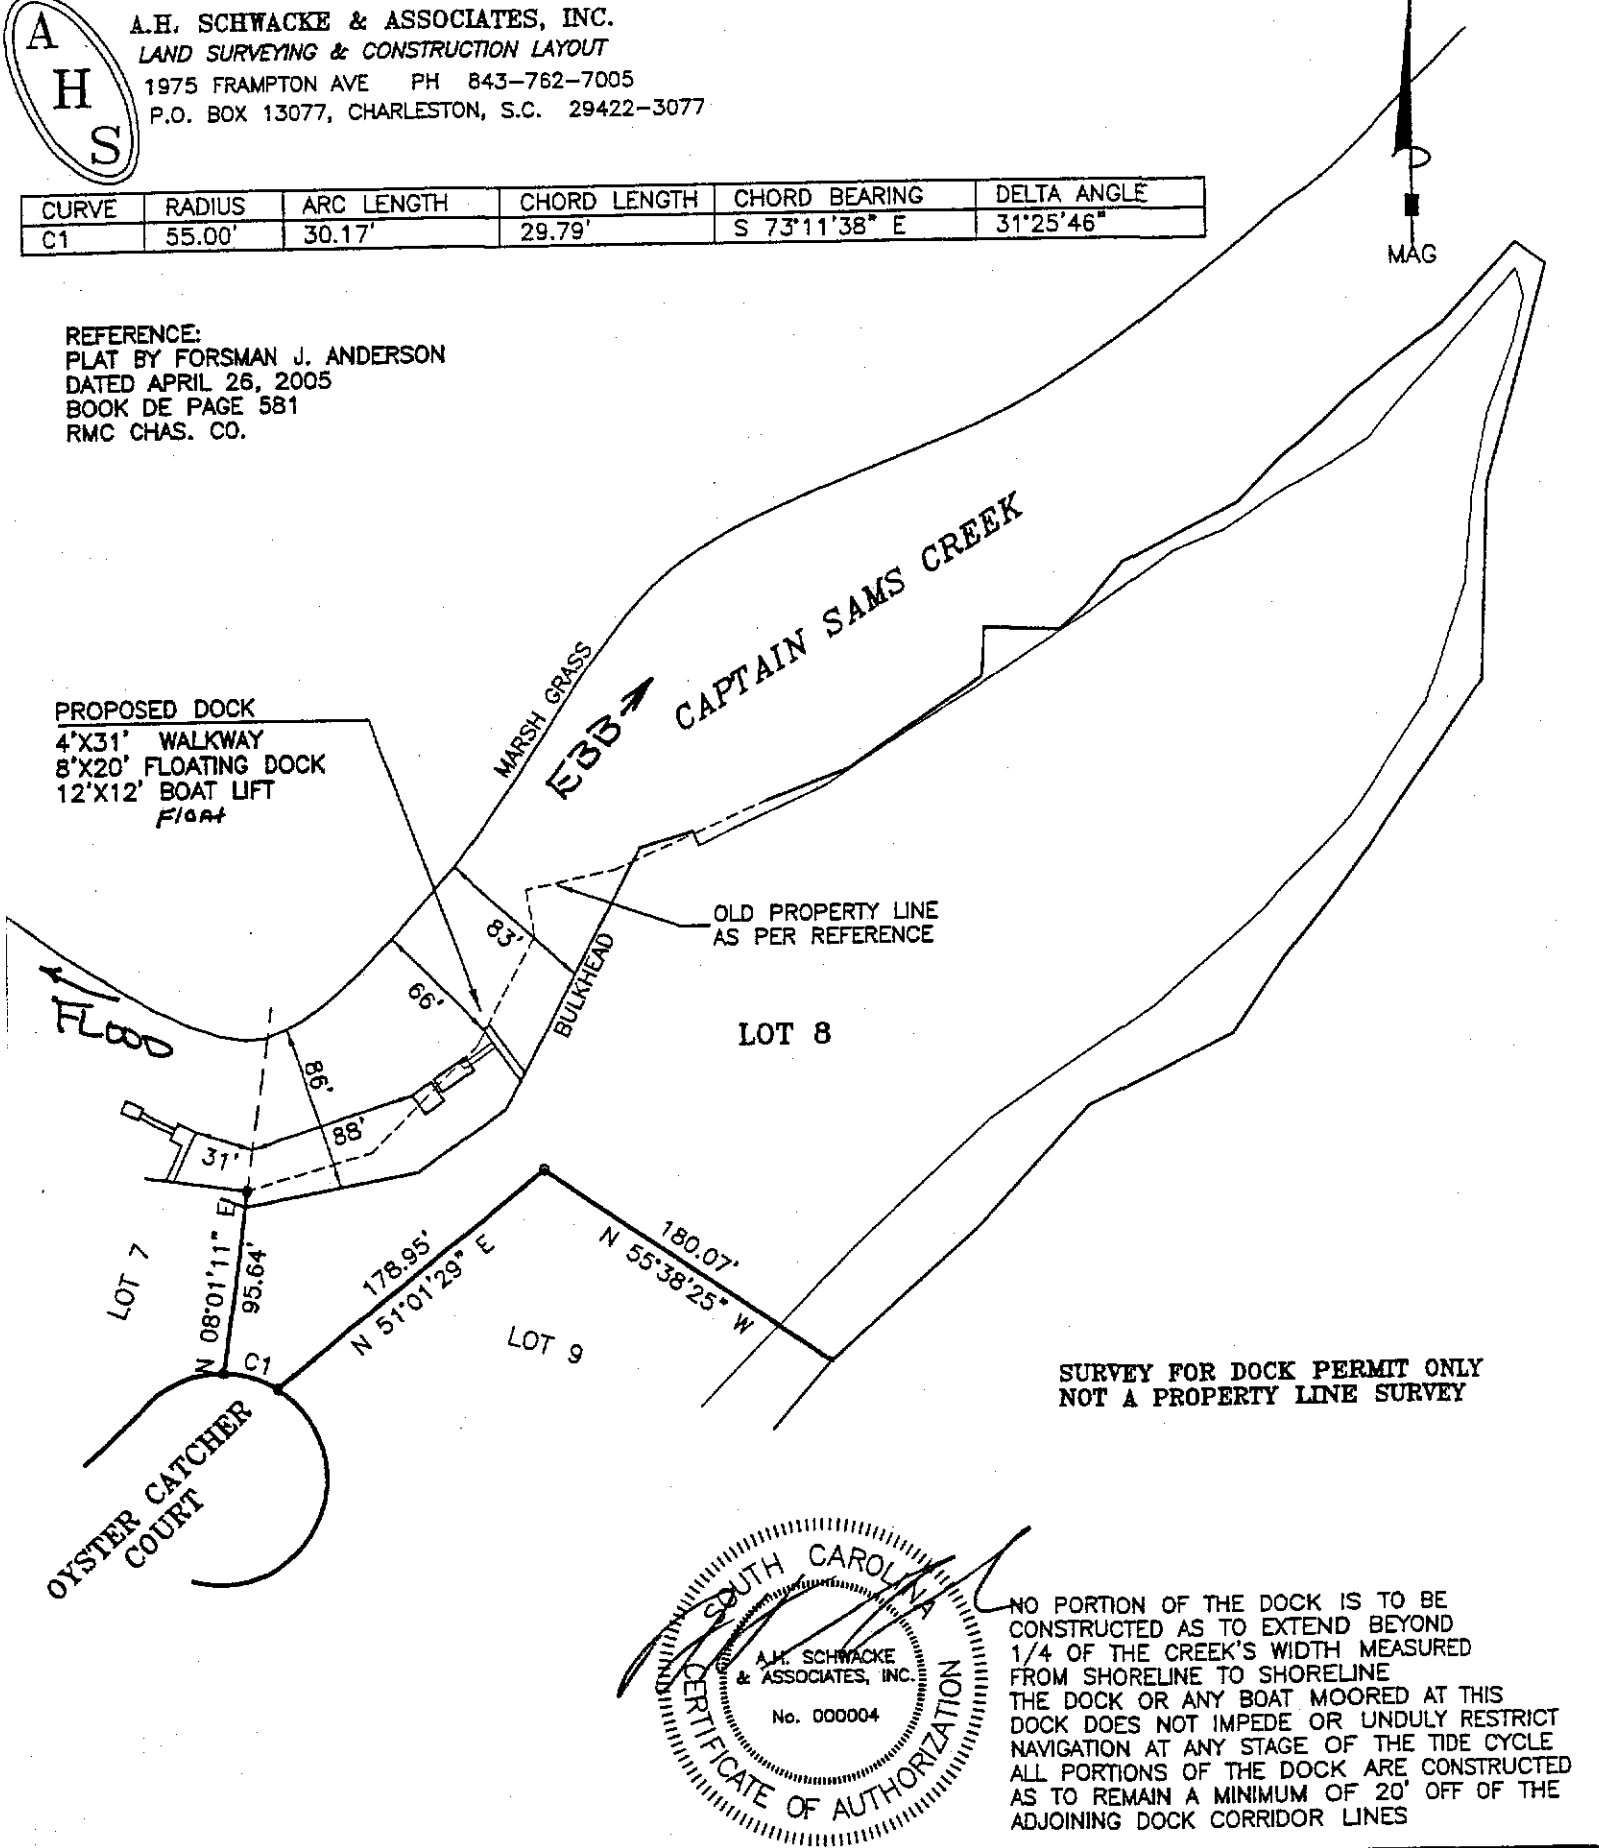 A
H
S
A.H. SCHWACKE & ASSOCIATES, INC.
LAND SURVEYING & CONSTRUCTION LAYOUT
1975 FRAMPTON AVE PH 843-762-7005
P.O. BOX 13077, CHARLESTON, S.C. 29422-3077
CURVE RADIUS ARC LENGTH CHORD LENGTH CHORD BEARING DELTA ANGLE
C1 55.00' 30.17' 29.79' S 73°11'38" E 31°25'46"
MAG
REFERENCE:
PLAT BY FORSMAN J. ANDERSON
DATED APRIL 26, 2005
BOOK DE PAGE 581
RMC CHAS. CO.
CAPTAIN SAMS CREEK
MARSH GRASS
EBB
PROPOSED DOCK
4'X31' WALKWAY
8'X20' FLOATING DOCK
12'X12' BOAT LIFT
Float
OLD PROPERTY LINE
AS PER REFERENCE
83'
66'
BULKHEAD
FLOOD
LOT 8
86'
88'
31'
LOT 7
N 08°01'11" E
95.64'
178.95'
N 51°01'29" E
180.07'
N 55°38'25" W
LOT 9
C1
OYSTER CATCHER
COURT
SURVEY FOR DOCK PERMIT ONLY
NOT A PROPERTY LINE SURVEY
SOUTH CAROLINA
A.H. SCHWACKE
& ASSOCIATES, INC.
No. 000004
CERTIFICATE OF AUTHORIZATION
NO PORTION OF THE DOCK IS TO BE
CONSTRUCTED AS TO EXTEND BEYOND
1/4 OF THE CREEK'S WIDTH MEASURED
FROM SHORELINE TO SHORELINE
THE DOCK OR ANY BOAT MOORED AT THIS
DOCK DOES NOT IMPEDE OR UNDULY RESTRICT
NAVIGATION AT ANY STAGE OF THE TIDE CYCLE
ALL PORTIONS OF THE DOCK ARE CONSTRUCTED
AS TO REMAIN A MINIMUM OF 20' OFF OF THE
ADJOINING DOCK CORRIDOR LINES